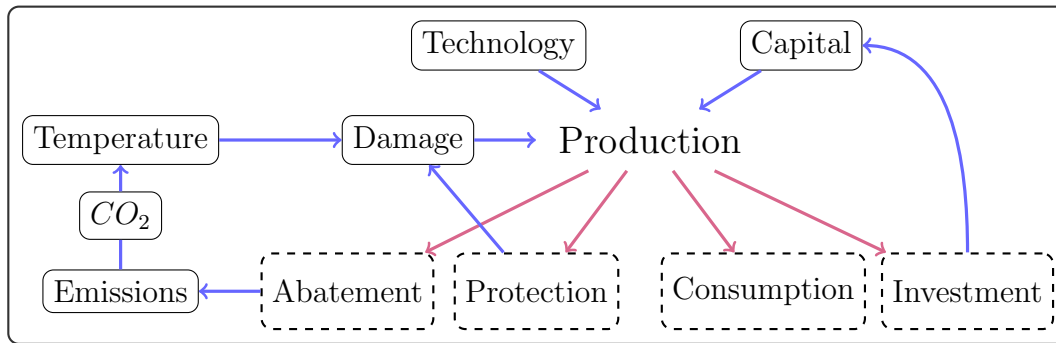 Technology
Capital
Temperature
Damage
Production
CO₂
Emissions
Abatement
Protection
Consumption
Investment